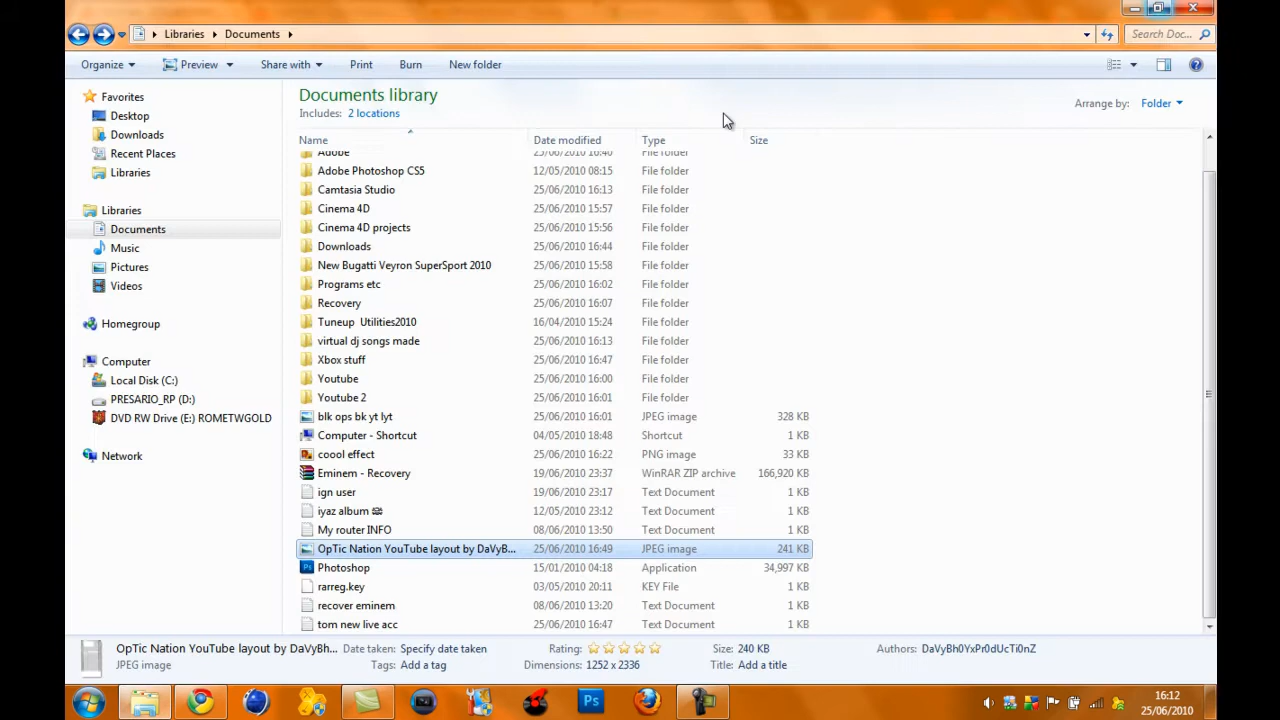 Libraries Documents Search Doc...
Organize Preview Share with Print Burn New folder
Documents library
Includes: 2 locations
Arrange by: Folder
Name Date modified Type Size
Favorites
Desktop
Downloads
Recent Places
Libraries
Libraries
Documents
Music
Pictures
Videos
Homegroup
Computer
Local Disk (C:)
PRESARIO_RP (D:)
DVD RW Drive (E:) ROMETWGOLD
Network
Adobe 25/06/2010 16:40 File folder
Adobe Photoshop CS5 12/05/2010 08:15 File folder
Camtasia Studio 25/06/2010 16:13 File folder
Cinema 4D 25/06/2010 15:57 File folder
Cinema 4D projects 25/06/2010 15:56 File folder
Downloads 25/06/2010 16:44 File folder
New Bugatti Veyron SuperSport 2010 25/06/2010 15:58 File folder
Programs etc 25/06/2010 16:02 File folder
Recovery 25/06/2010 16:07 File folder
Tuneup Utilities2010 16/04/2010 15:24 File folder
virtual dj songs made 25/06/2010 16:13 File folder
Xbox stuff 25/06/2010 16:47 File folder
Youtube 25/06/2010 16:00 File folder
Youtube 2 25/06/2010 16:01 File folder
blk ops bk yt lyt 25/06/2010 16:01 JPEG image 328 KB
Computer - Shortcut 04/05/2010 18:48 Shortcut 1 KB
coool effect 25/06/2010 16:22 PNG image 33 KB
Eminem - Recovery 19/06/2010 23:37 WinRAR ZIP archive 166,920 KB
ign user 19/06/2010 23:17 Text Document 1 KB
iyaz album 12/05/2010 23:12 Text Document 1 KB
My router INFO 08/06/2010 13:50 Text Document 1 KB
OpTic Nation YouTube layout by DaVyB... 25/06/2010 16:49 JPEG image 241 KB
Photoshop 15/01/2010 04:18 Application 34,997 KB
rarreg.key 03/05/2010 20:11 KEY File 1 KB
recover eminem 08/06/2010 13:20 Text Document 1 KB
tom new live acc 25/06/2010 16:47 Text Document 1 KB
OpTic Nation YouTube layout by DaVyBh... Date taken: Specify date taken Rating: Size: 240 KB Authors: DaVyBh0YxPr0dUcTi0nZ
JPEG image Tags: Add a tag Dimensions: 1252 x 2336 Title: Add a title
Ps
16:12
25/06/2010